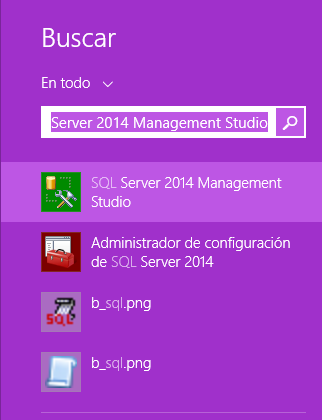 Buscar
En todo
Server 2014 Management Studio
SQL Server 2014 Management
Studio
Administrador de configuración
de SQL Server 2014
SQL
b_sql.png
b_sql.png